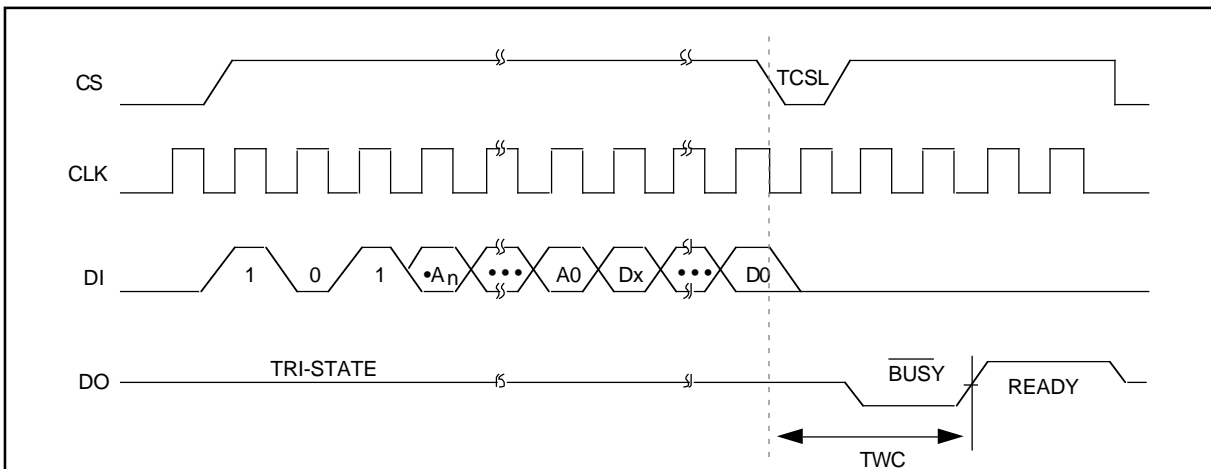 CS
TCSL
CLK
DI
1 0 1 •An ••• A0 Dx ••• D0
DO
TRI-STATE
BUSY
READY
TWC